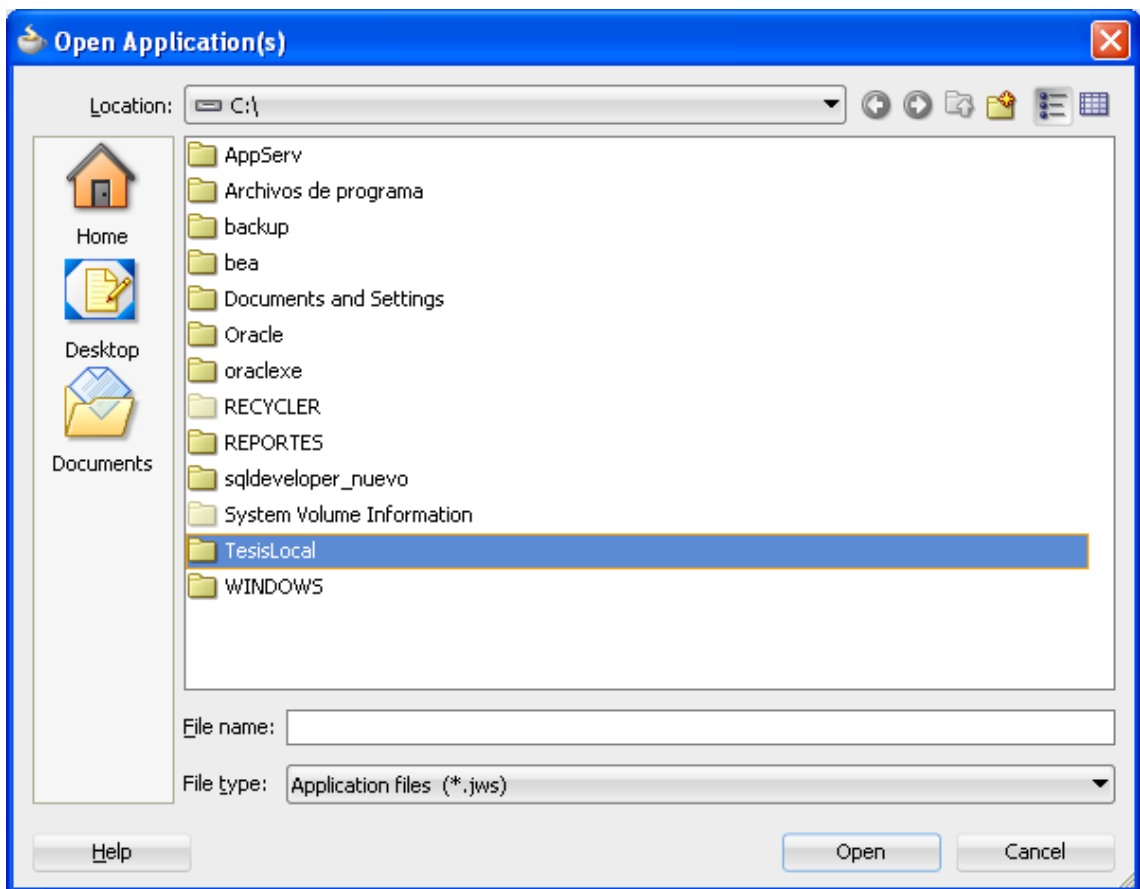 Open Application(s)
Location: C:\
Home
Desktop
Documents
AppServ
Archivos de programa
backup
bea
Documents and Settings
Oracle
oraclexe
RECYCLER
REPORTES
sqldeveloper_nuevo
System Volume Information
TesisLocal
WINDOWS
File name:
File type: Application files (*.jws)
Help Open Cancel